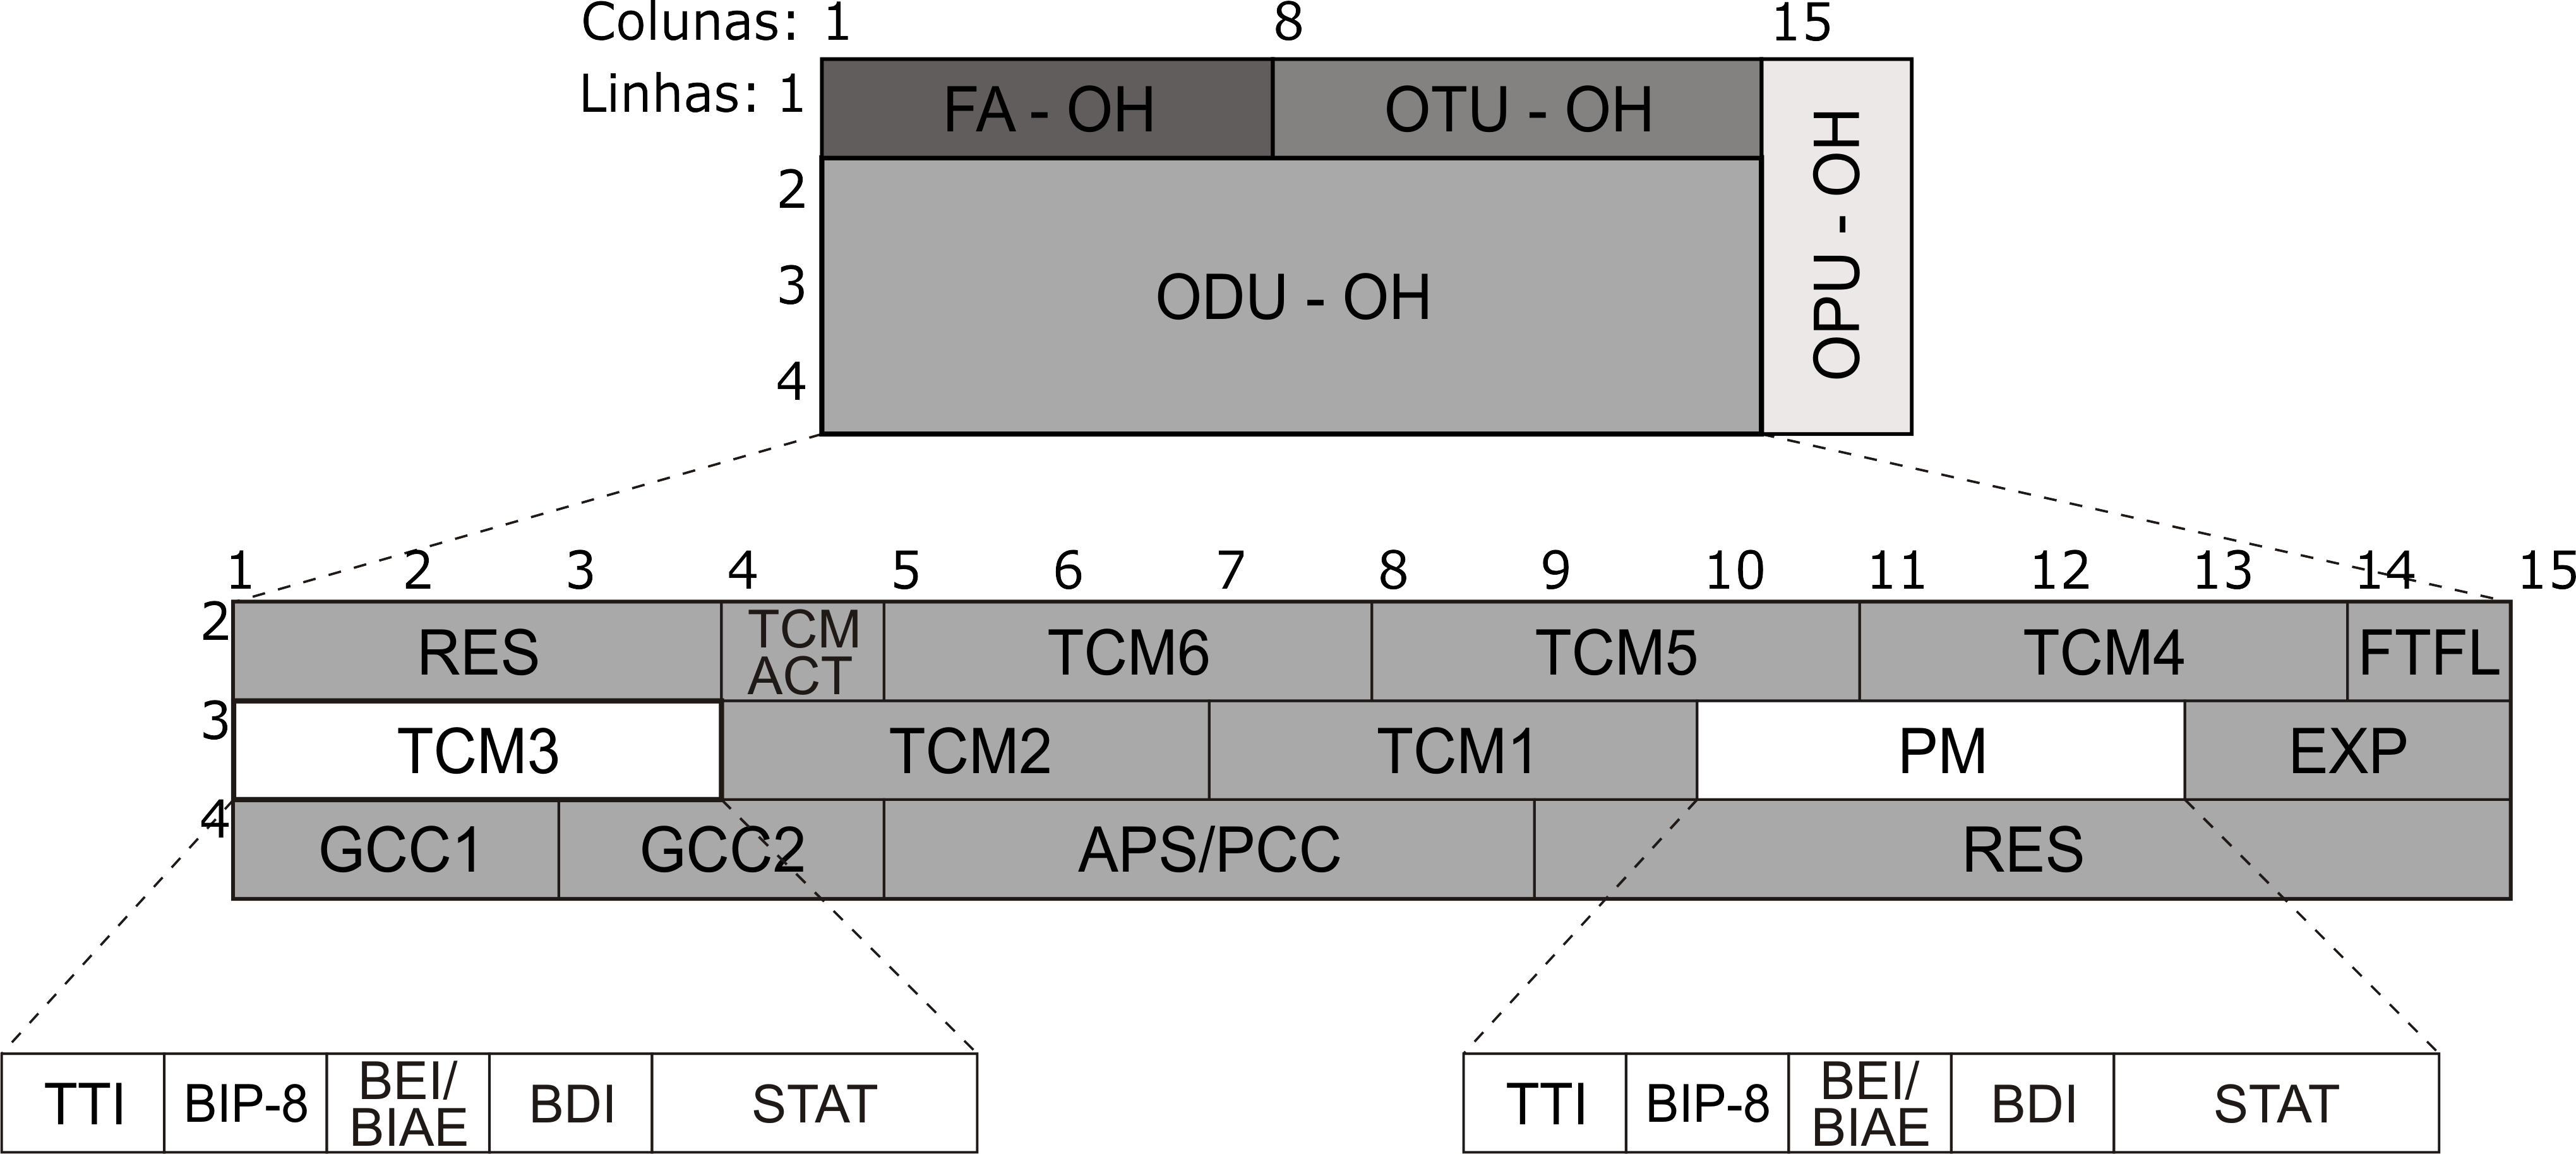 Colunas: 1 8 15
Linhas: 1 FA - OH OTU - OH OPU - OH
2
3 ODU - OH
4
1 2 3 4 5 6 7 8 9 10 11 12 13 14 15
2 RES TCM ACT TCM6 TCM5 TCM4 FTFL
3 TCM3 TCM2 TCM1 PM EXP
4 GCC1 GCC2 APS/PCC RES
TTI BIP-8 BEI/ BIAE BDI STAT
TTI BIP-8 BEI/ BIAE BDI STAT